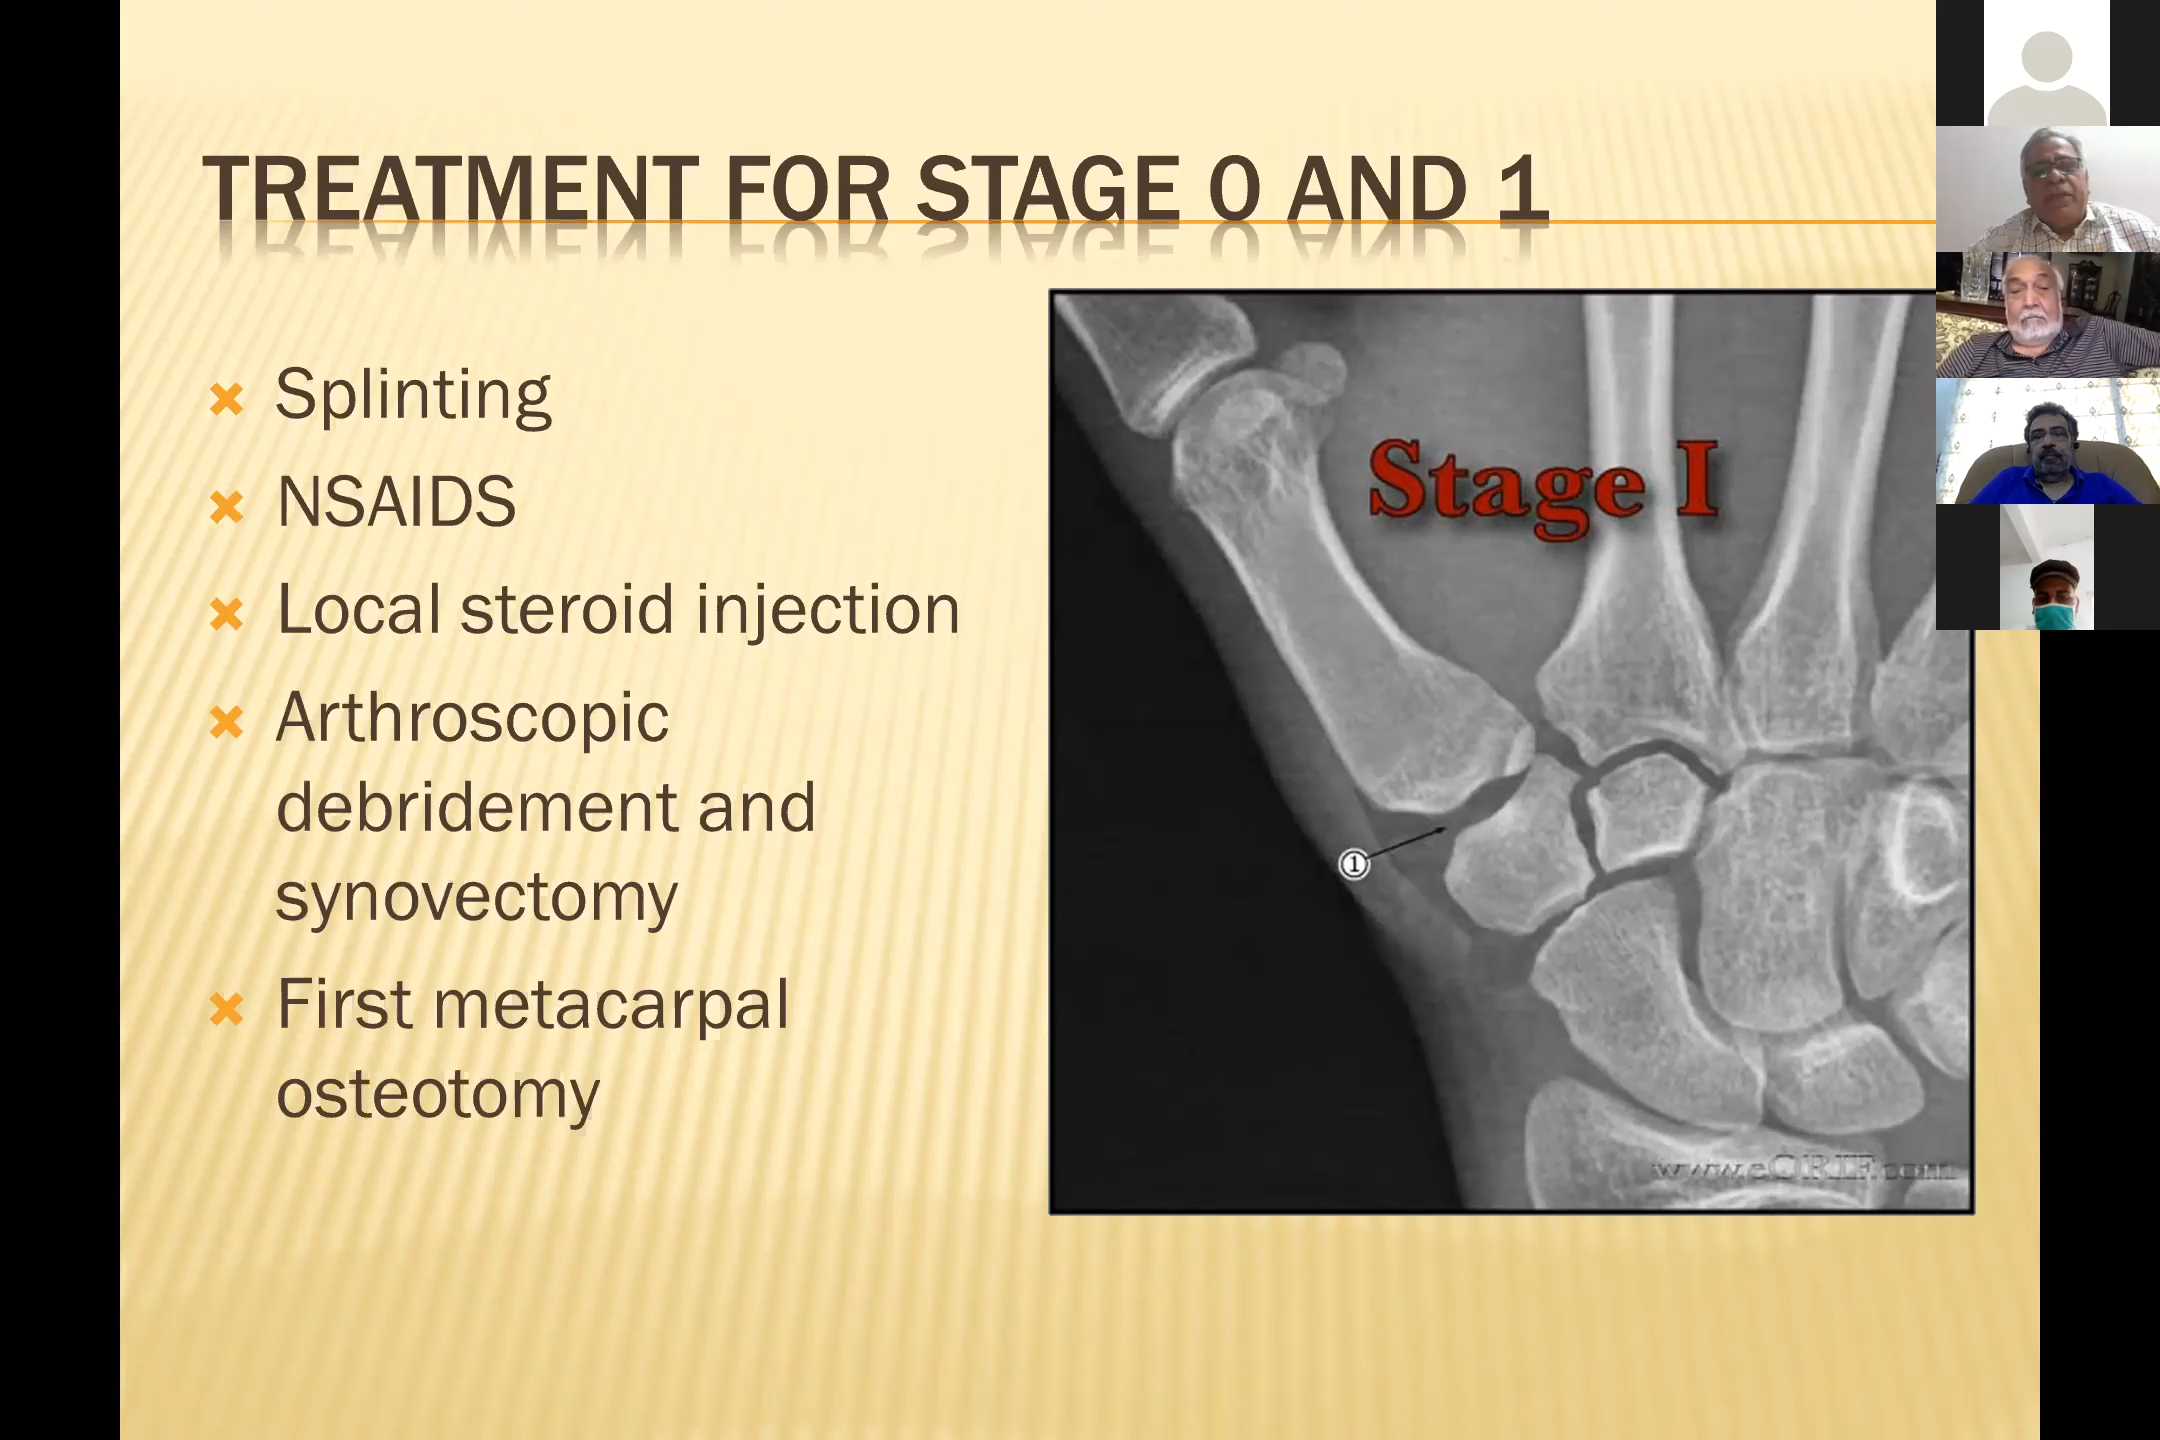 TREATMENT FOR STAGE 0 AND 1
Splinting
NSAIDS
Local steroid injection
Arthroscopic
debridement and
synovectomy
First metacarpal
osteotomy
Stage I
1
www.eORIF.com